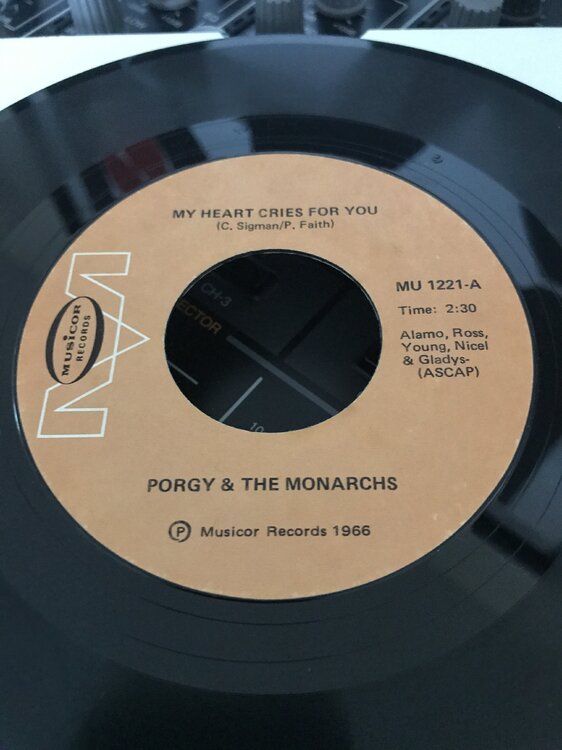 MY HEART CRIES FOR YOU
(C. Sigman/P. Faith)
MU 1221-A
Time: 2:30
Alamo, Ross,
Young, Nicel
& Gladys-
(ASCAP)
MUSICOR
RECORDS
CH-3
ECTOR
10
PORGY & THE MONARCHS
Ⓟ Musicor Records 1966